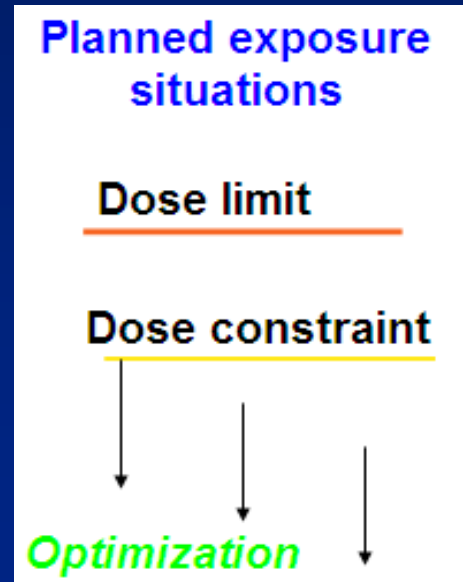 Planned exposure
situations
Dose limit
Dose constraint
Optimization